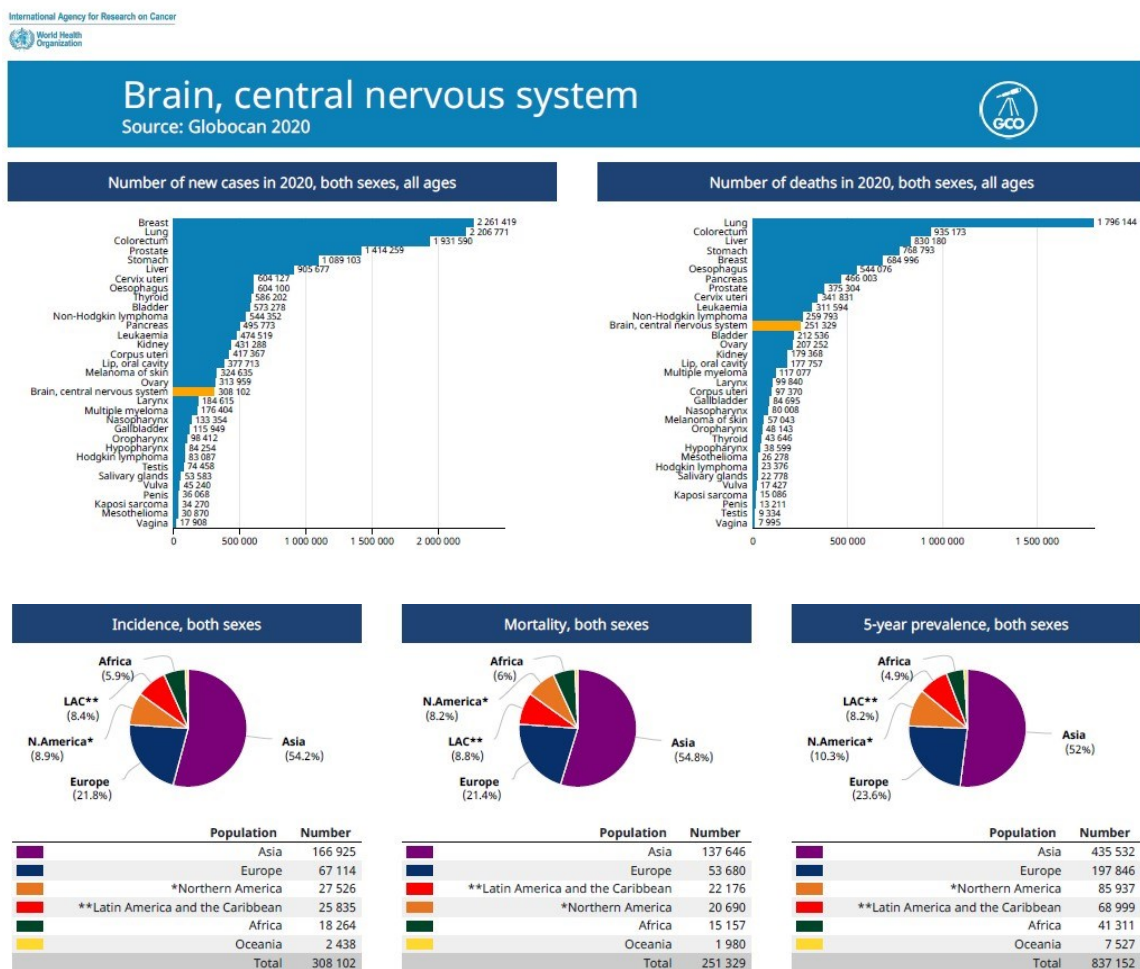 International Agency for Research on Cancer
World Health
Organization
Brain, central nervous system
Source: Globocan 2020
GCO
Number of new cases in 2020, both sexes, all ages
Breast 2 261 419
Lung 2 206 771
Colorectum 1 931 590
Prostate 1 414 259
Stomach 1 089 103
Liver 905 677
Cervix uteri 604 127
Oesophagus 604 100
Thyroid 586 202
Bladder 573 278
Non-Hodgkin lymphoma 544 352
Pancreas 495 773
Leukaemia 474 519
Kidney 431 288
Corpus uteri 417 367
Lip, oral cavity 377 713
Melanoma of skin 324 635
Ovary 313 959
Brain, central nervous system 308 102
Larynx 184 615
Multiple myeloma 176 404
Nasopharynx 133 354
Gallbladder 115 949
Oropharynx 98 412
Hypopharynx 84 254
Hodgkin lymphoma 83 087
Testis 74 458
Salivary glands 53 583
Vulva 45 240
Penis 36 068
Kaposi sarcoma 34 270
Mesothelioma 30 870
Vagina 17 908
0 500 000 1 000 000 1 500 000 2 000 000
Number of deaths in 2020, both sexes, all ages
Lung 1 796 144
Colorectum 935 173
Liver 830 180
Stomach 768 793
Breast 684 996
Oesophagus 544 076
Pancreas 466 003
Prostate 375 304
Cervix uteri 341 831
Leukaemia 311 594
Non-Hodgkin lymphoma 259 793
Brain, central nervous system 251 329
Bladder 212 536
Ovary 207 252
Kidney 179 368
Lip, oral cavity 177 757
Multiple myeloma 117 077
Larynx 99 840
Corpus uteri 97 370
Gallbladder 84 695
Nasopharynx 80 008
Melanoma of skin 57 043
Oropharynx 48 143
Thyroid 43 646
Hypopharynx 38 599
Mesothelioma 26 278
Hodgkin lymphoma 23 376
Salivary glands 22 778
Vulva 17 427
Kaposi sarcoma 15 086
Penis 13 211
Testis 9 334
Vagina 7 995
0 500 000 1 000 000 1 500 000
Incidence, both sexes
Africa
(5.9%)
LAC**
(8.4%)
N.America*
(8.9%)
Europe
(21.8%)
Asia
(54.2%)
Population Number
Asia 166 925
Europe 67 114
*Northern America 27 526
**Latin America and the Caribbean 25 835
Africa 18 264
Oceania 2 438
Total 308 102
Mortality, both sexes
Africa
(6%)
N.America*
(8.2%)
LAC**
(8.8%)
Europe
(21.4%)
Asia
(54.8%)
Population Number
Asia 137 646
Europe 53 680
**Latin America and the Caribbean 22 176
*Northern America 20 690
Africa 15 157
Oceania 1 980
Total 251 329
5-year prevalence, both sexes
Africa
(4.9%)
LAC**
(8.2%)
N.America*
(10.3%)
Europe
(23.6%)
Asia
(52%)
Population Number
Asia 435 532
Europe 197 846
*Northern America 85 937
**Latin America and the Caribbean 68 999
Africa 41 311
Oceania 7 527
Total 837 152